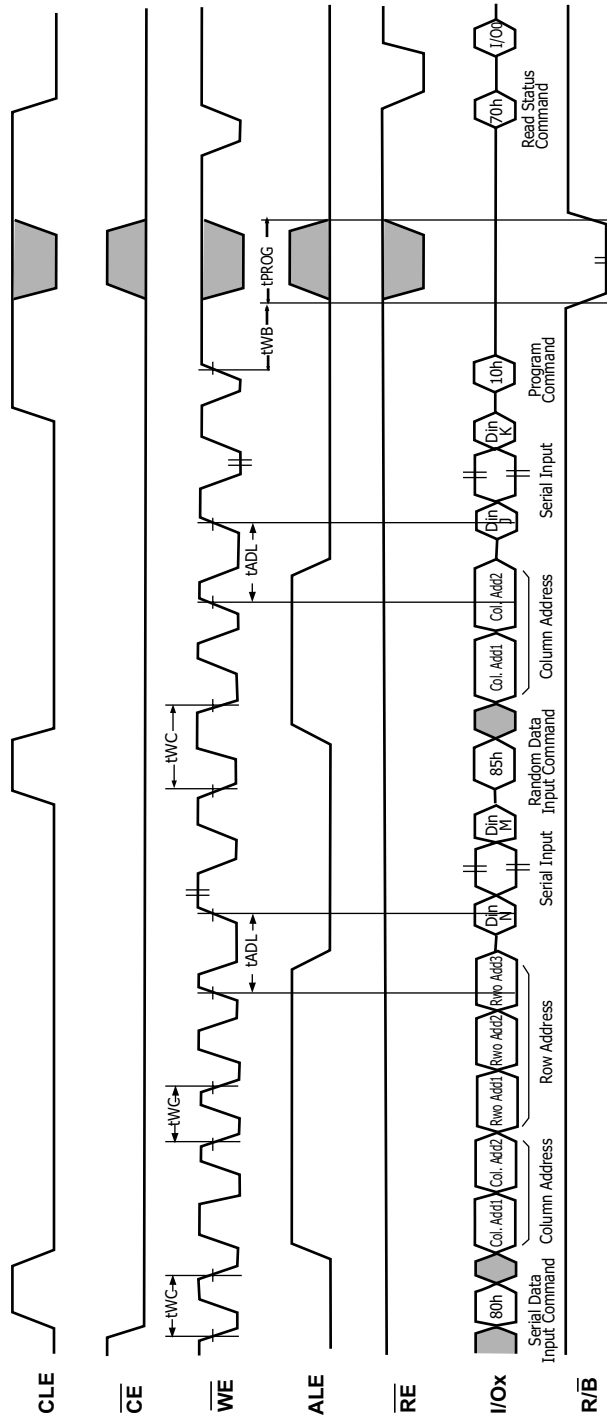 CLE
CE
WE
tWC
tWC
tADL
tWC
tADL
tWB
tPROG
ALE
RE
I/Ox
80h
Col. Add1
Col. Add2
Rwo Add1
Rwo Add2
Rwo Add3
Din
N
Din
M
85h
Col. Add1
Col. Add2
Din
J
Din
K
10h
70h
I/O0
Serial Data
Input Command
Column Address
Row Address
Serial Input
Random Data
Input Command
Column Address
Serial Input
Program
Command
Read Status
Command
R/B